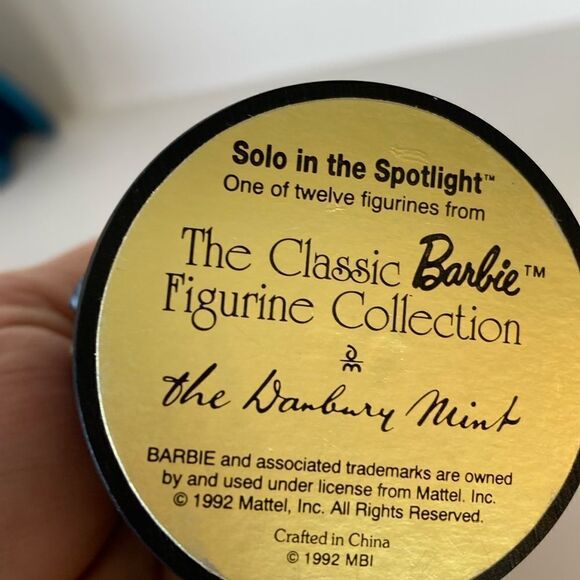 Solo in the Spotlight™
One of twelve figurines from
The Classic Barbie™
Figurine Collection
dm
the Danbury Mint
BARBIE and associated trademarks are owned
by and used under license from Mattel, Inc.
© 1992 Mattel, Inc. All Rights Reserved.
Crafted in China
© 1992 MBI